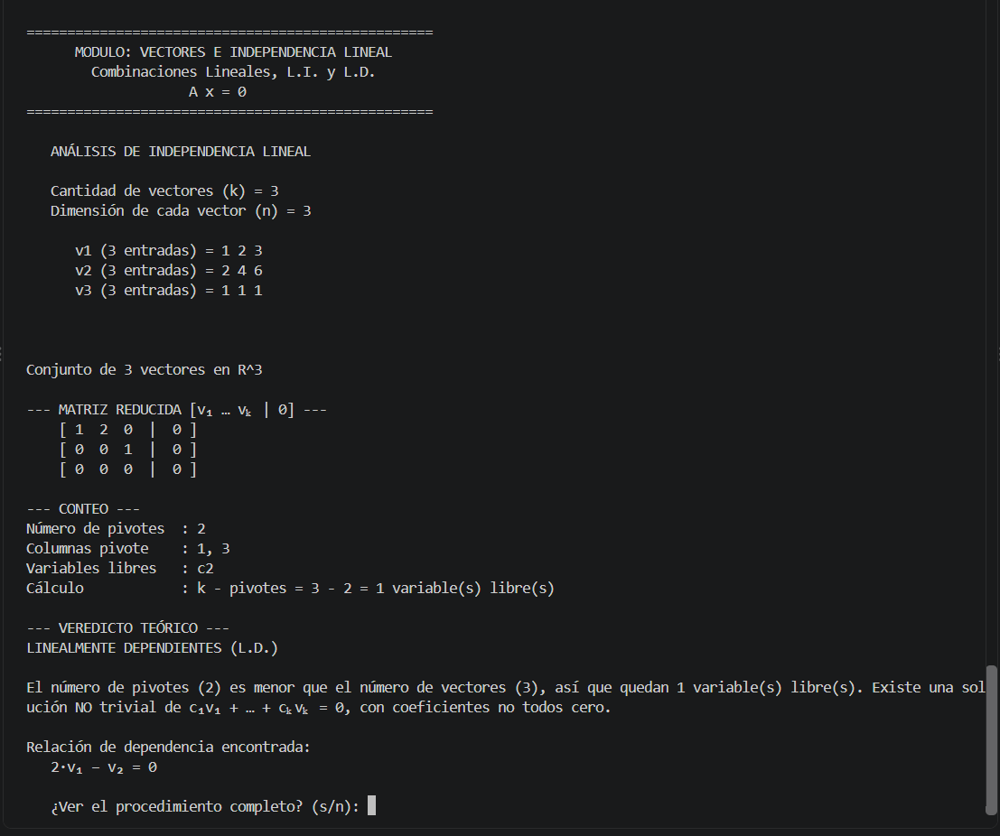 ==================================================
MODULO: VECTORES E INDEPENDENCIA LINEAL
Combinaciones Lineales, L.I. y L.D.
A x = 0
==================================================
ANÁLISIS DE INDEPENDENCIA LINEAL
Cantidad de vectores (k) = 3
Dimensión de cada vector (n) = 3
v1 (3 entradas) = 1 2 3
v2 (3 entradas) = 2 4 6
v3 (3 entradas) = 1 1 1
Conjunto de 3 vectores en R^3
--- MATRIZ REDUCIDA [v₁ … vₖ | 0] ---
[ 1  2  0  |  0 ]
[ 0  0  1  |  0 ]
[ 0  0  0  |  0 ]
--- CONTEO ---
Número de pivotes  : 2
Columnas pivote    : 1, 3
Variables libres   : c2
Cálculo            : k - pivotes = 3 - 2 = 1 variable(s) libre(s)
--- VEREDICTO TEÓRICO ---
LINEALMENTE DEPENDIENTES (L.D.)
El número de pivotes (2) es menor que el número de vectores (3), así que quedan 1 variable(s) libre(s). Existe una sol
ución NO trivial de c₁v₁ + … + cₖvₖ = 0, con coeficientes no todos cero.
Relación de dependencia encontrada:
2·v₁ − v₂ = 0
¿Ver el procedimiento completo? (s/n):